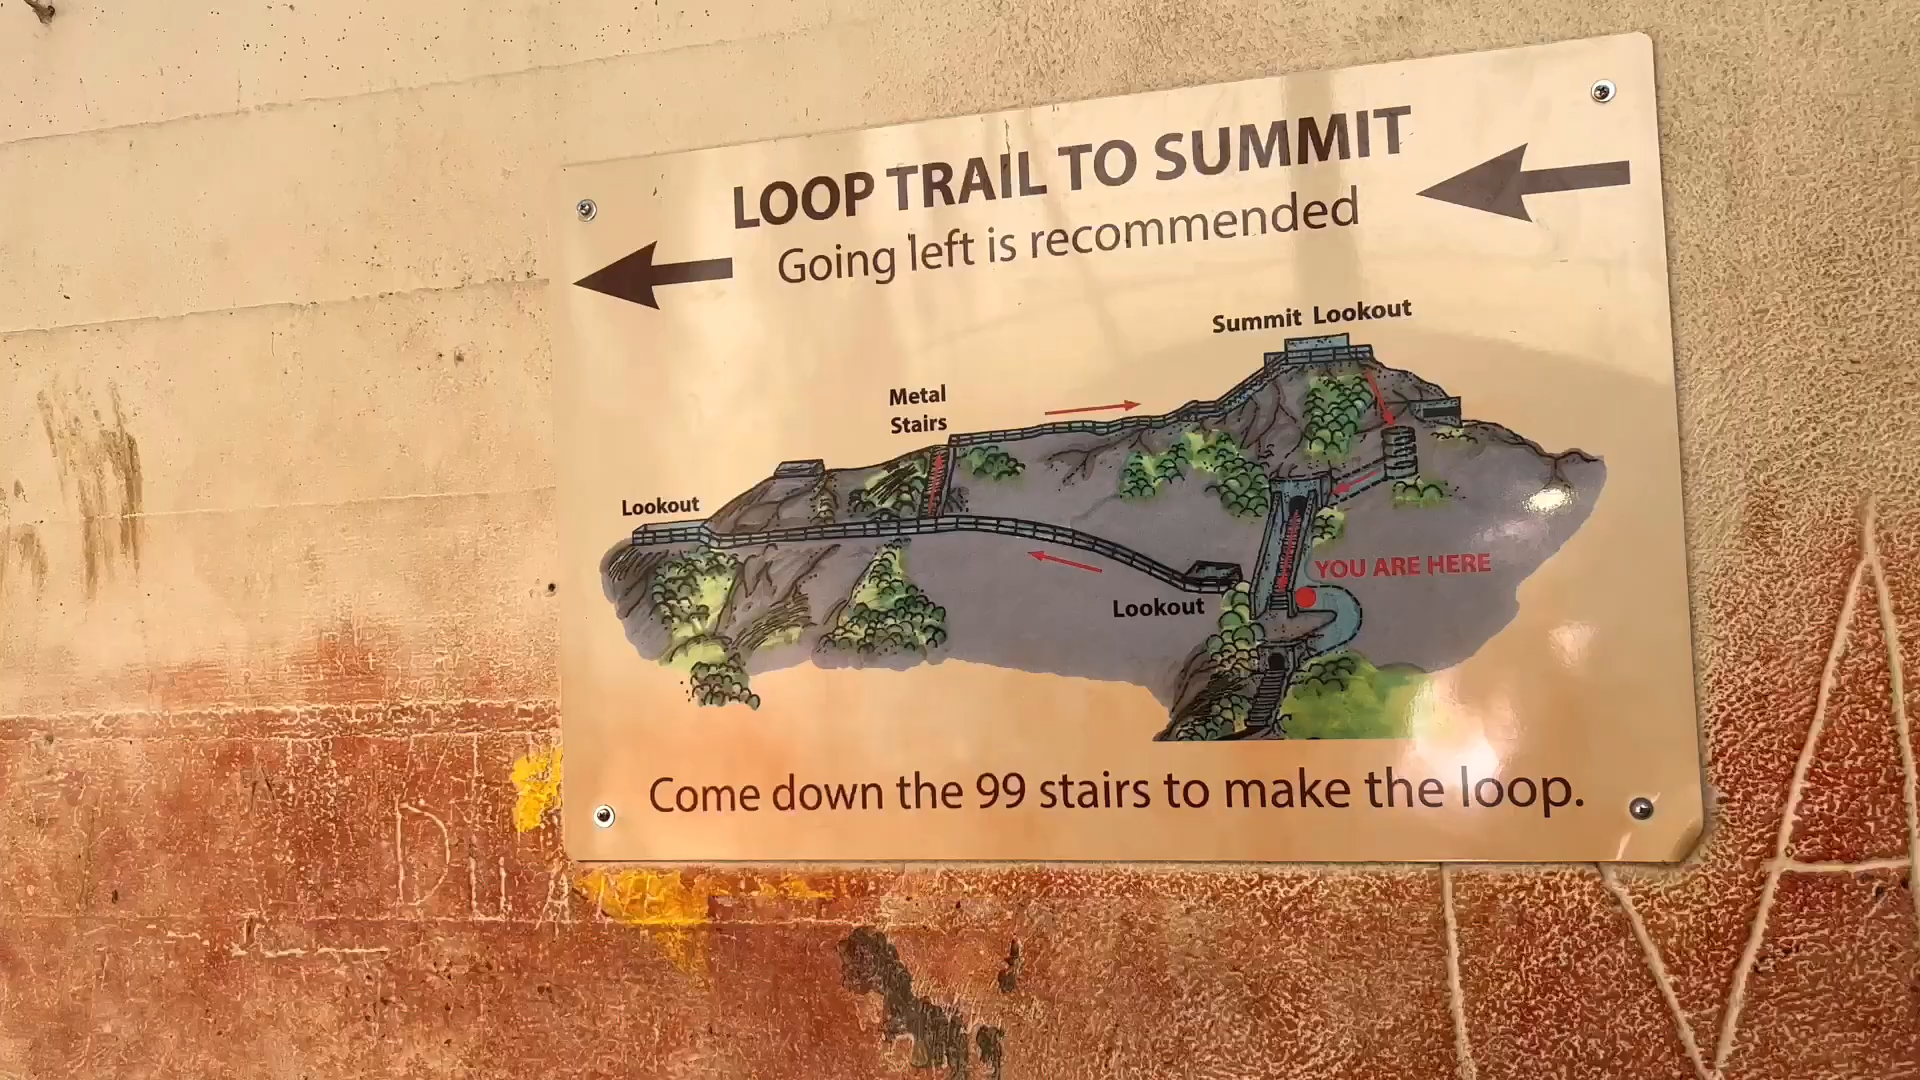 LOOP TRAIL TO SUMMIT
Going left is recommended
Summit Lookout
Metal
Stairs
Lookout
YOU ARE HERE
Lookout
Come down the 99 stairs to make the loop.